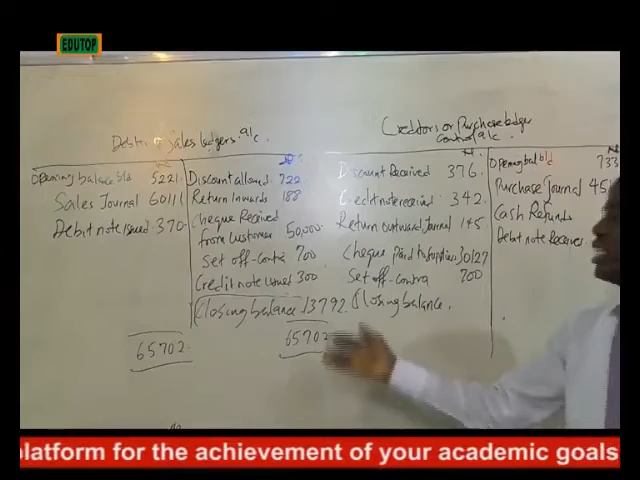 EDUTOP
Debtors sales ledgers a/c.
Creditors or Purchase ledger
control a/c.
Opening balance b/d 5221
Sales Journal 60111
Debit note issued 370
65702
Discount allowed 722
Return Inwards 188
Cheque Received
from customer 50,000
Set off-Contra 700
Credit note issued 300
Closing balance 13792
65702
Discount Received 376
Credit note received 342
Return outward Journal 145
Cheque paid to suppliers 30127
Set off-contra 700
Closing balance.
Opening bal b/c 733
Purchase Journal 45
Cash Refunds
Debit note Receive
platform for the achievement of your academic goals